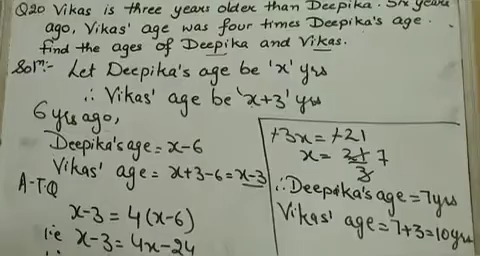 Q20 Vikas is three years older than Deepika. Six years
ago, Vikas' age was four times Deepika's age.
find the ages of Deepika and Vikas.
Solⁿ:- Let Deepika's age be 'x' yrs
∴ Vikas' age be 'x+3' yrs
6 yrs ago,
Deepika's age = x-6
Vikas' age = x+3-6 = x-3
A-T-Q
x-3 = 4(x-6)
i.e x-3 = 4x-24
+3x = +21
x = 21/3 7
∴ Deepika's age = 7 yrs
Vikas' age = 7+3 = 10 yrs